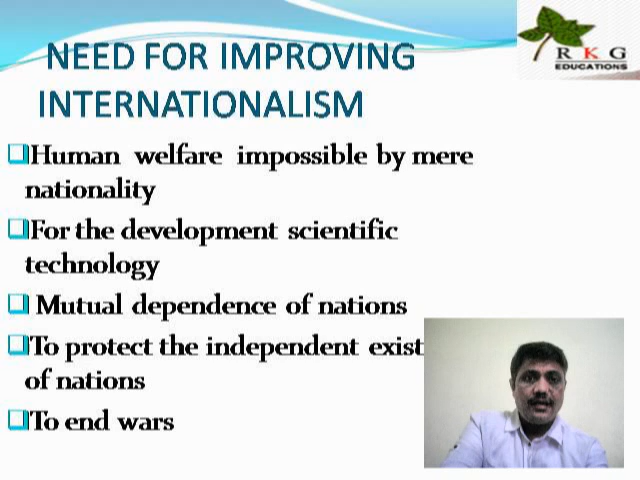 NEED FOR IMPROVING
INTERNATIONALISM
R K G
EDUCATIONS
Human welfare impossible by mere
nationality
For the development scientific
technology
Mutual dependence of nations
To protect the independent exist
of nations
To end wars